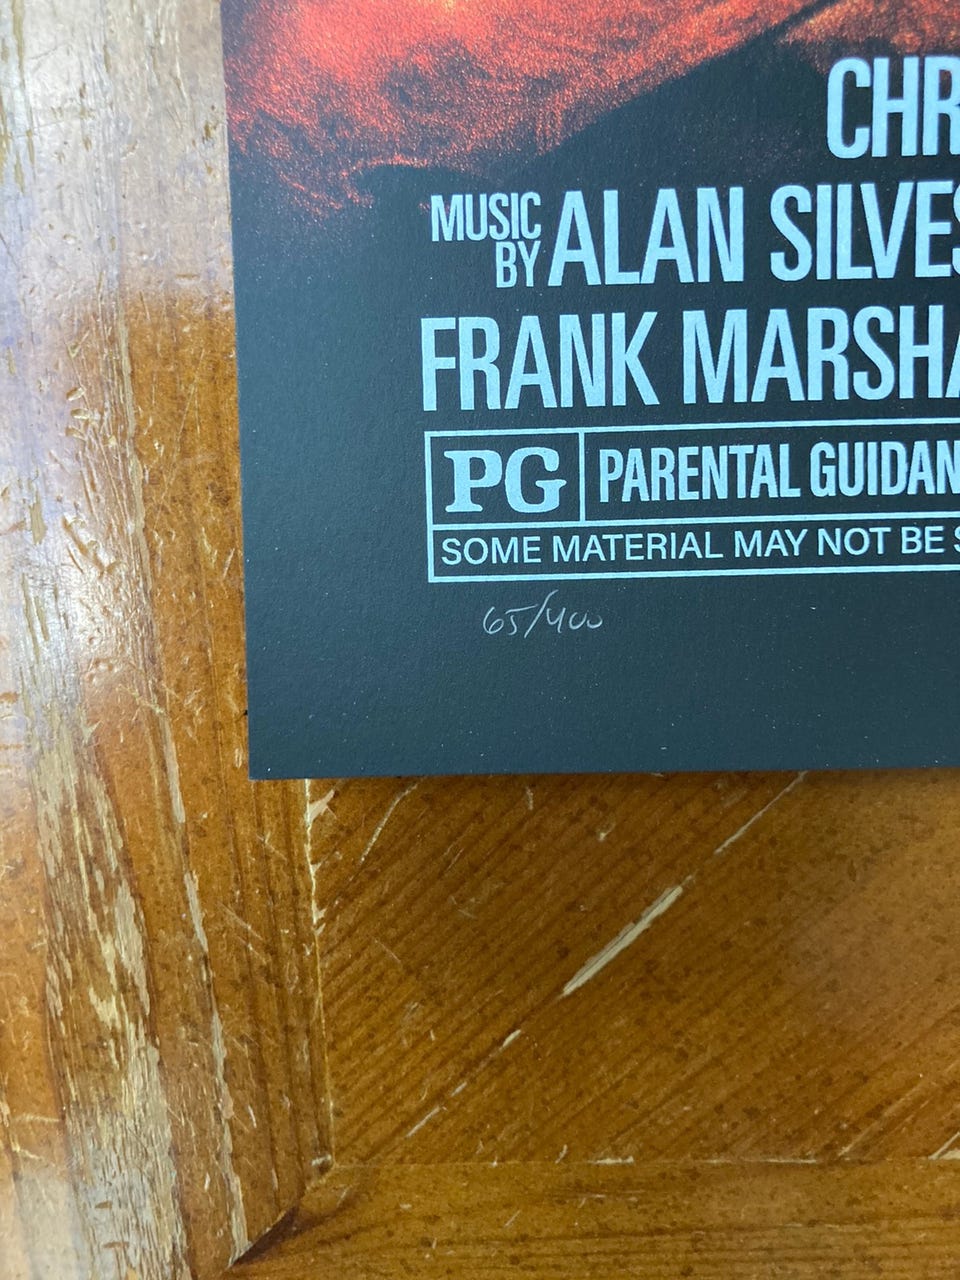 CHR
MUSIC BY ALAN SILVES
FRANK MARSHA
PG PARENTAL GUIDAN
SOME MATERIAL MAY NOT BE S
65/400